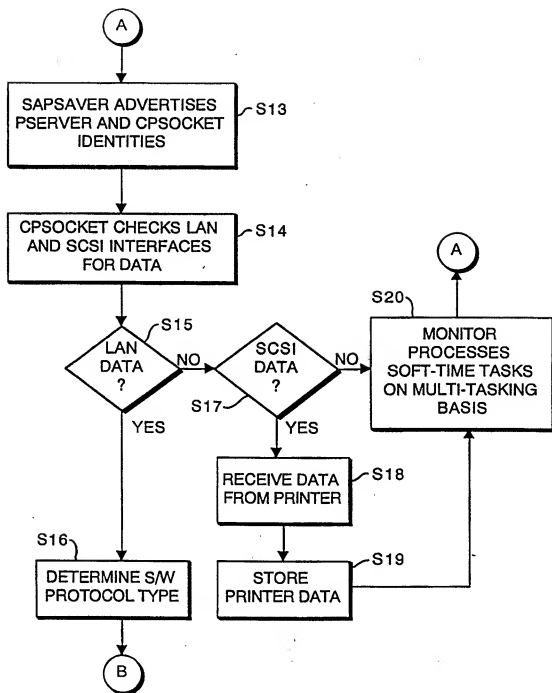 A
SAPSAVER ADVERTISES
PSERVER AND CPSOCKET
IDENTITIES
S13
CPSOCKET CHECKS LAN
AND SCSI INTERFACES
FOR DATA
S14
A
S15
LAN
DATA
?
NO
YES
SCSI
DATA
?
S17
NO
YES
S20
MONITOR
PROCESSES
SOFT-TIME TASKS
ON MULTI-TASKING
BASIS
RECEIVE DATA
FROM PRINTER
S18
S16
DETERMINE S/W
PROTOCOL TYPE
STORE
PRINTER DATA
S19
B